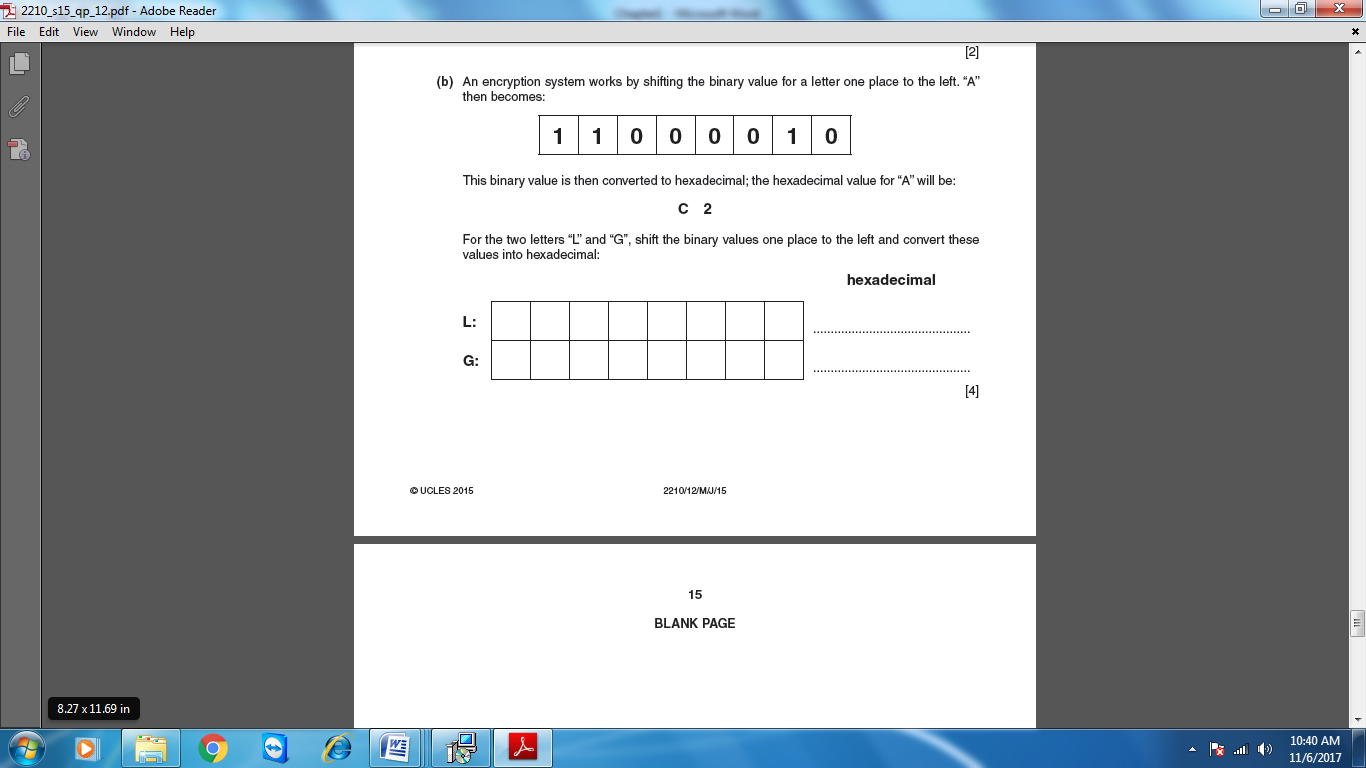 2210_s15_qp_12.pdf - Adobe Reader
File Edit View Window Help
[2]
(b) An encryption system works by shifting the binary value for a letter one place to the left. “A”
then becomes:
1 1 0 0 0 0 1 0
This binary value is then converted to hexadecimal; the hexadecimal value for “A” will be:
C 2
For the two letters “L” and “G”, shift the binary values one place to the left and convert these
values into hexadecimal:
hexadecimal
L: .............................................
G: .............................................
[4]
© UCLES 2015 2210/12/M/J/15
15
BLANK PAGE
8.27 x 11.69 in
10:40 AM
11/6/2017